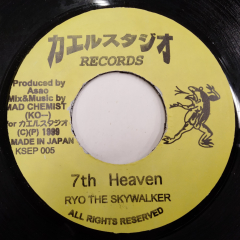 カエルスタジオ
RECORDS
Produced by
Asao
Mix&Music by
MAD CHEMIST
(KO---)
for カエルスタジオ
(C)(P) 1999
MADE IN JAPAN
KSEP 005
7th Heaven
RYO THE SKYWALKER
ALL RIGHTS RESERVED